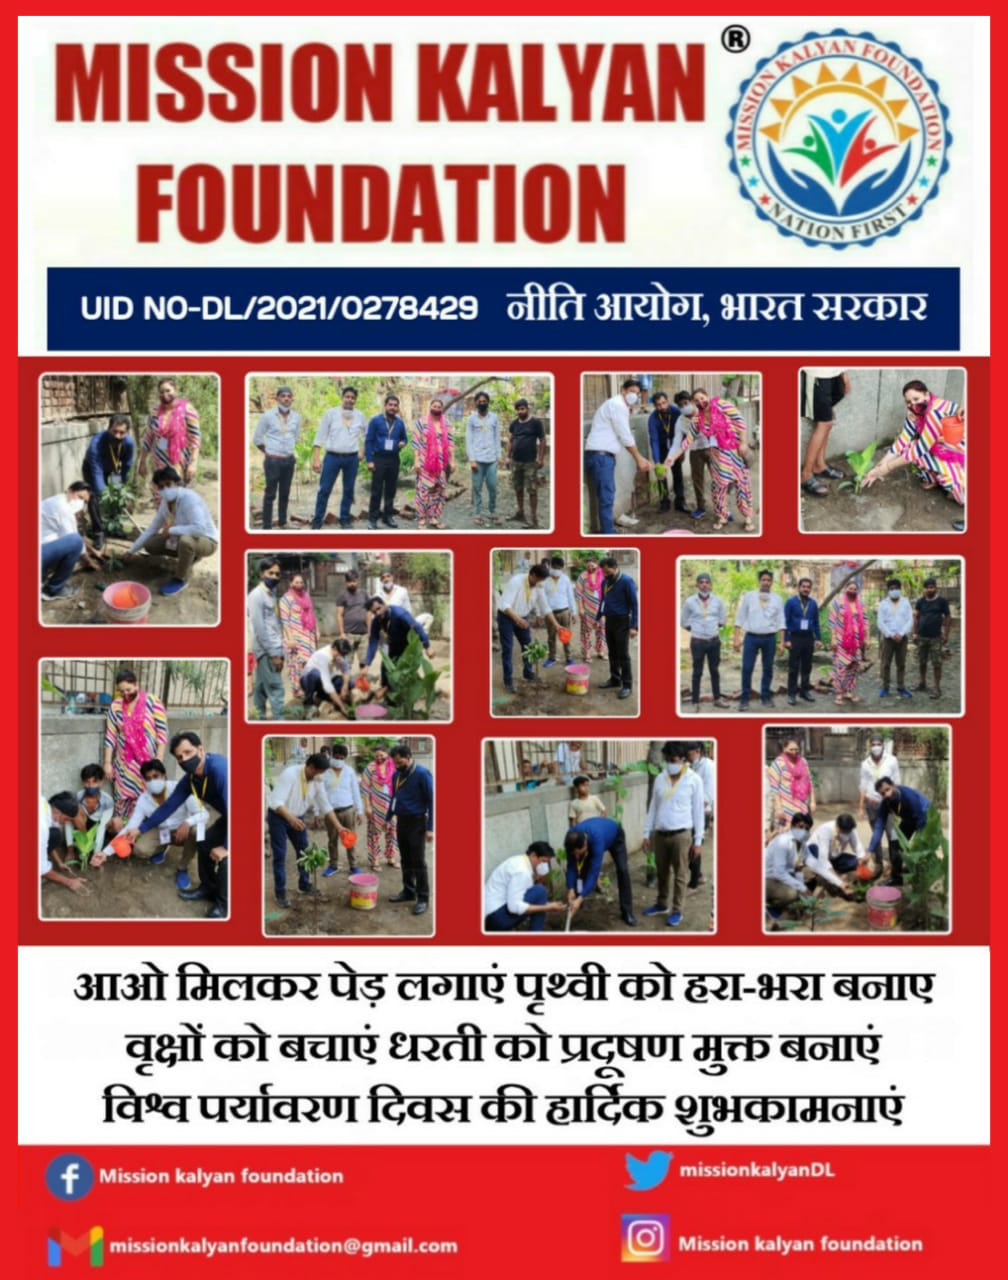 MISSION KALYAN
FOUNDATION
®
MISSION KALYAN FOUNDATION
NATION FIRST
UID NO-DL/2021/0278429 नीति आयोग, भारत सरकार
आओ मिलकर पेड़ लगाएं पृथ्वी को हरा-भरा बनाए
वृक्षों को बचाएं धरती को प्रदूषण मुक्त बनाएं
विश्व पर्यावरण दिवस की हार्दिक शुभकामनाएं
Mission kalyan foundation
missionkalyanDL
missionkalyanfoundation@gmail.com
Mission kalyan foundation